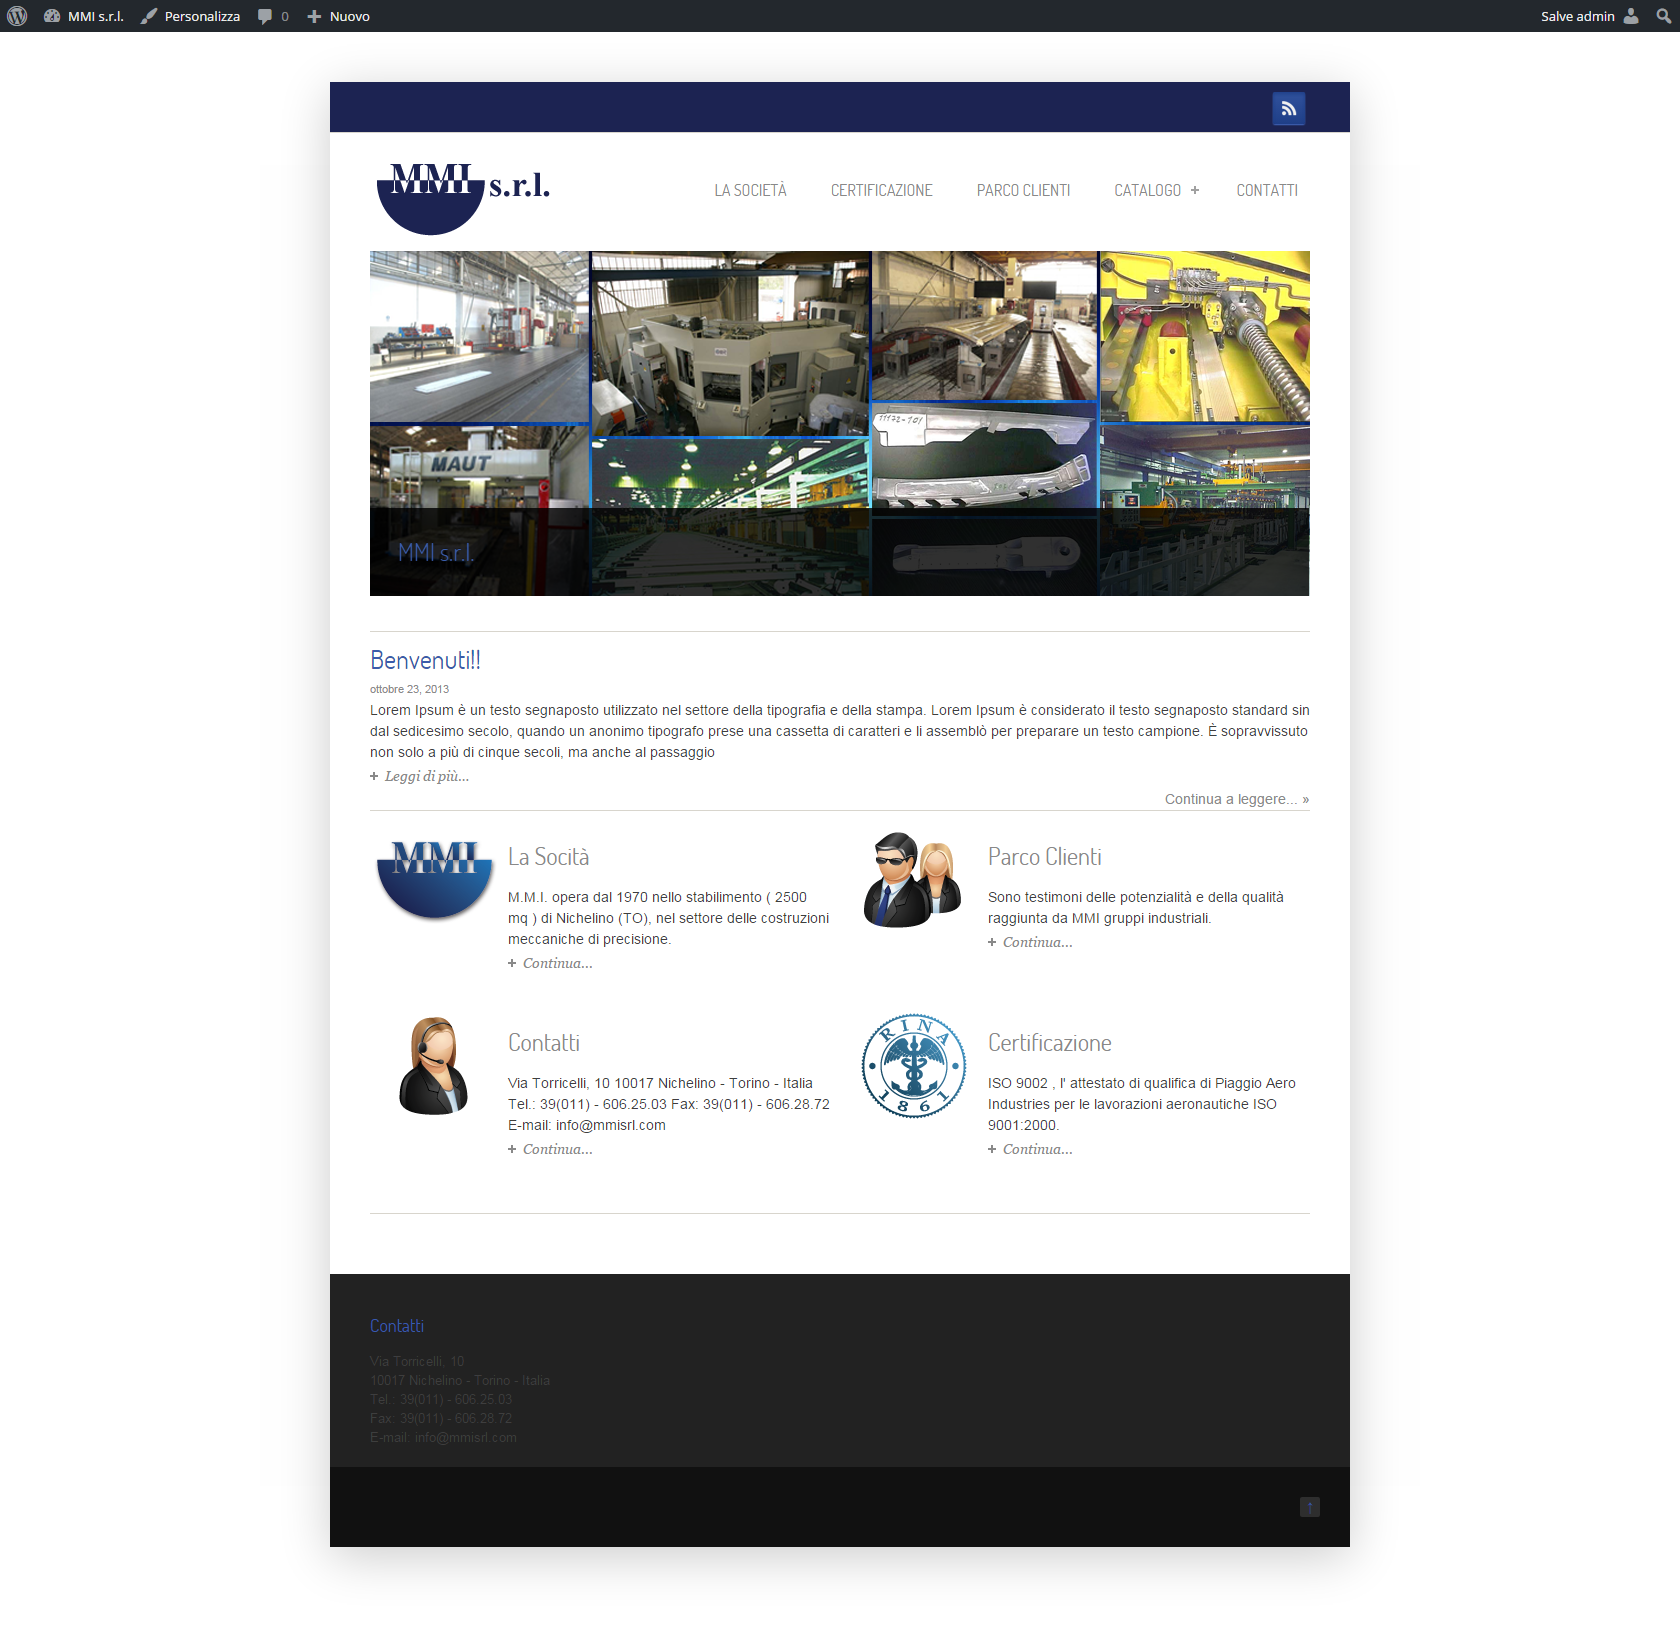 MMI s.r.l.
Personalizza
0
Nuovo
Salve admin
MMI s.r.l.
LA SOCIETÀ
CERTIFICAZIONE
PARCO CLIENTI
CATALOGO +
CONTATTI
MAUT
11172-101
MMI s.r.l.
Benvenuti!!
ottobre 23, 2013
Lorem Ipsum è un testo segnaposto utilizzato nel settore della tipografia e della stampa. Lorem Ipsum è considerato il testo segnaposto standard sin
dal sedicesimo secolo, quando un anonimo tipografo prese una cassetta di caratteri e li assemblò per preparare un testo campione. È sopravvissuto
non solo a più di cinque secoli, ma anche al passaggio
+ Leggi di più...
Continua a leggere... »
MMI
La Socità
M.M.I. opera dal 1970 nello stabilimento ( 2500
mq ) di Nichelino (TO), nel settore delle costruzioni
meccaniche di precisione.
+ Continua...
Parco Clienti
Sono testimoni delle potenzialità e della qualità
raggiunta da MMI gruppi industriali.
+ Continua...
Contatti
Via Torricelli, 10 10017 Nichelino - Torino - Italia
Tel.: 39(011) - 606.25.03 Fax: 39(011) - 606.28.72
E-mail: info@mmisrl.com
+ Continua...
RINA
1861
Certificazione
ISO 9002 , l' attestato di qualifica di Piaggio Aero
Industries per le lavorazioni aeronautiche ISO
9001:2000.
+ Continua...
Contatti
Via Torricelli, 10
10017 Nichelino - Torino - Italia
Tel.: 39(011) - 606.25.03
Fax: 39(011) - 606.28.72
E-mail: info@mmisrl.com
↑